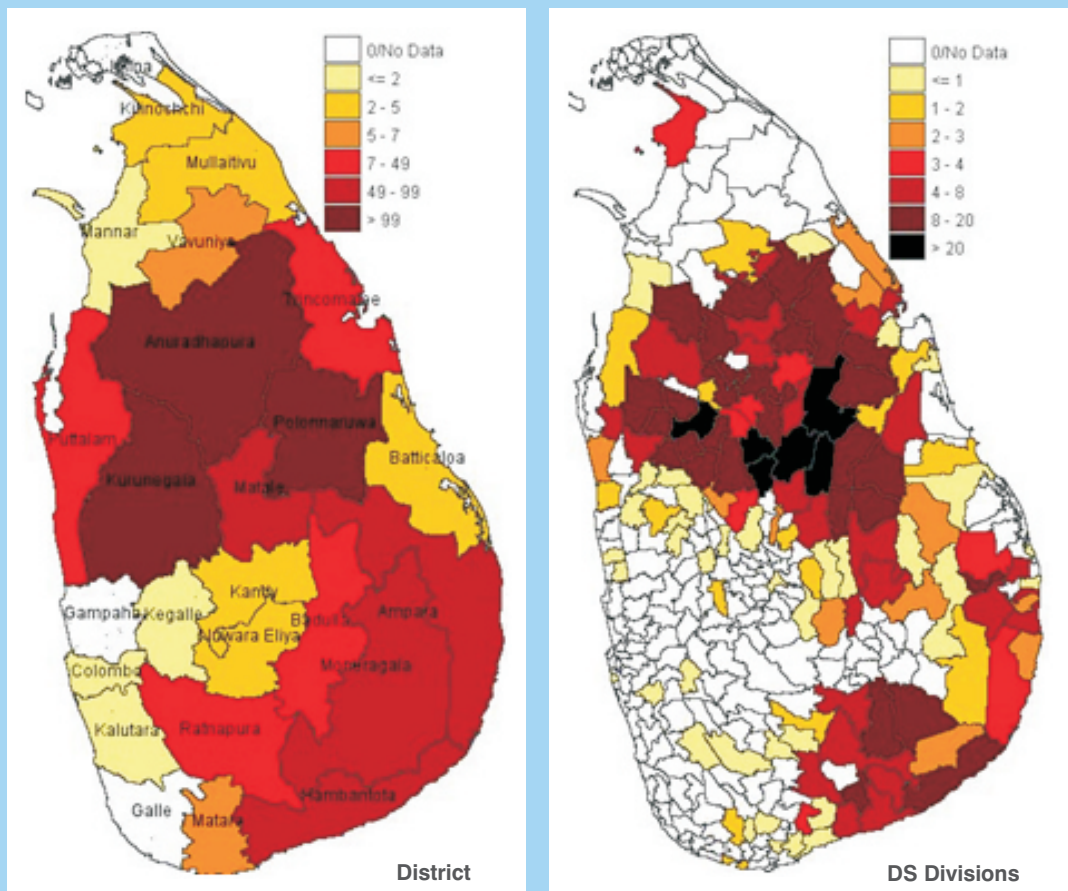 0/No Data
<= 2
2 - 5
5 - 7
7 - 49
49 - 99
> 99
Kilinochchi
Mullaitivu
Mannar
Vavuniya
Trincomalee
Anuradhapura
Polonnaruwa
Puttalam
Batticaloa
Kurunegala
Matale
Kandy
Gampaha
Kegalle
Ampara
Badulla
Nuwara Eliya
Moneragala
Colombo
Ratnapura
Kalutara
Hambantota
Galle
Matara
District
0/No Data
<= 1
1 - 2
2 - 3
3 - 4
4 - 8
8 - 20
> 20
DS Divisions